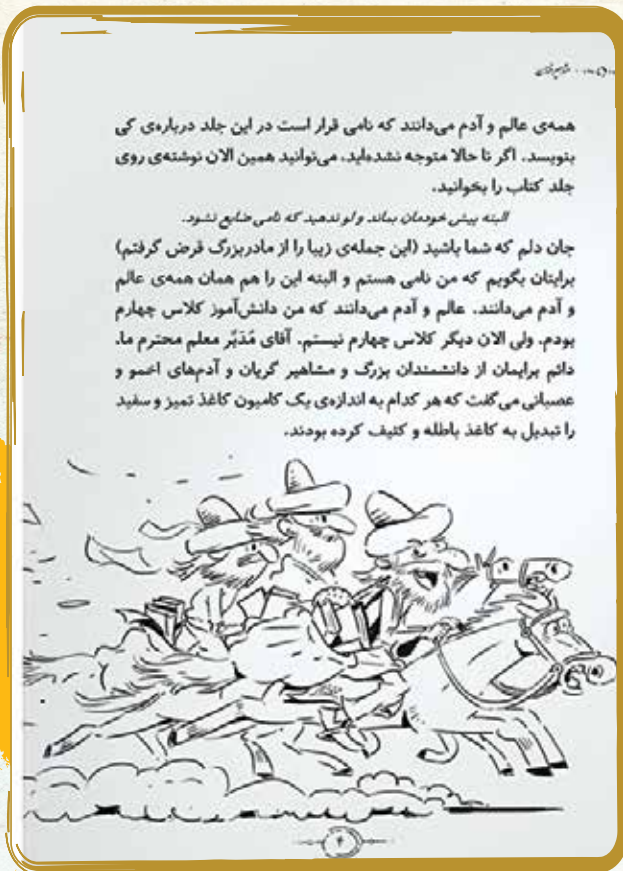 همه‌ی عالم و آدم می‌دانند که نامی قرار است در این جلد درباره‌ی کی
بنویسد. اگر تا حالا متوجه نشده‌اید، می‌توانید همین الان نوشته‌ی روی
جلد کتاب را بخوانید.
البته پیش خودمان بماند و لو ندهید که نامی ضایع نشود.
جان دلم که شما باشید (این جمله‌ی زیبا را از مادربزرگ قرض گرفتم)
برایتان بگویم که من نامی هستم و البته این را هم همان همه‌ی عالم
و آدم می‌دانند. عالم و آدم می‌دانند که من دانش‌آموز کلاس چهارم
بودم. ولی الان دیگر کلاس چهارم نیستم. آقای مُدَبِّر معلم محترم ما،
دائم برایمان از دانشمندان بزرگ و مشاهیر گریان و آدم‌های اخمو و
عصبانی می‌گفت که هر کدام به اندازه‌ی یک کامیون کاغذ تمیز و سفید
را تبدیل به کاغذ باطله و کثیف کرده بودند.
۴